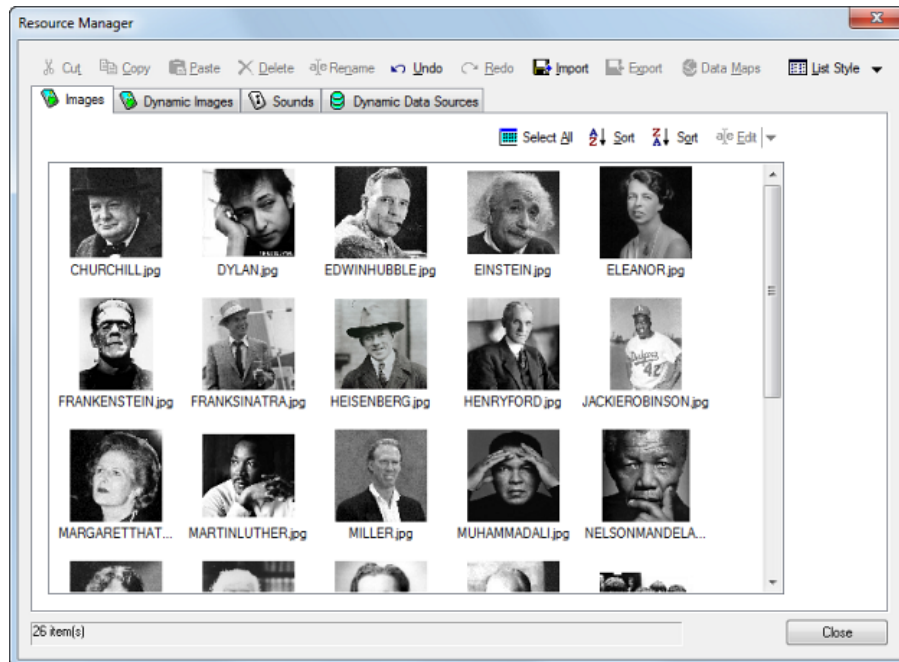 Resource Manager
Cut Copy Paste Delete Rename Undo Redo Import Export Data Maps List Style
Images Dynamic Images Sounds Dynamic Data Sources
Select All Sort Sort Edit
CHURCHILL.jpg DYLAN.jpg EDWINHUBBLE.jpg EINSTEIN.jpg ELEANOR.jpg
Dodgers
42
FRANKENSTEIN.jpg FRANKSINATRA.jpg HEISENBERG.jpg HENRYFORD.jpg JACKIEROBINSON.jpg
MARGARETTHAT... MARTINLUTHER.jpg MILLER.jpg MUHAMMADALI.jpg NELSONMANDELA...
26 item(s)
Close